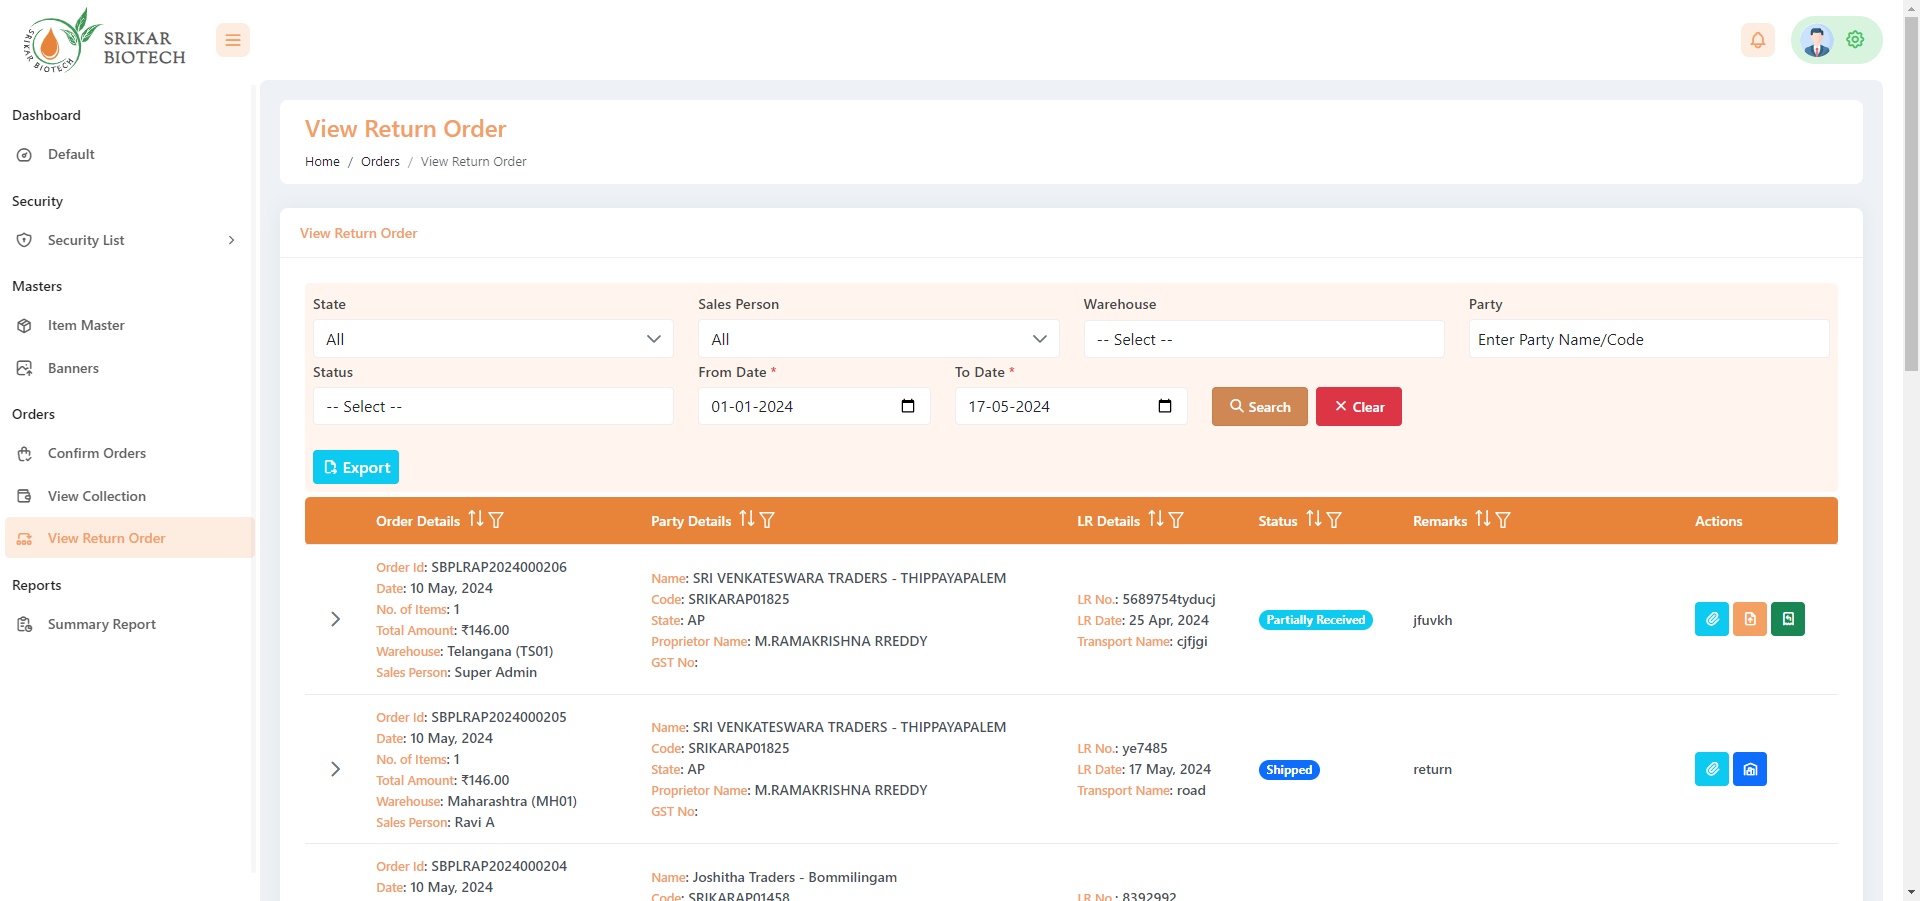 SRIKAR BIOTECH
SRIKAR
BIOTECH
Dashboard
Default
Security
Security List
Masters
Item Master
Banners
Orders
Confirm Orders
View Collection
View Return Order
Reports
Summary Report
View Return Order
Home / Orders / View Return Order
View Return Order
State Sales Person Warehouse Party
All All -- Select -- Enter Party Name/Code
Status From Date * To Date *
-- Select -- 01-01-2024 17-05-2024 Search Clear
Export
Order Details Party Details LR Details Status Remarks Actions
Order Id: SBPLRAP2024000206
Date: 10 May, 2024
No. of Items: 1
Total Amount: ₹146.00
Warehouse: Telangana (TS01)
Sales Person: Super Admin
Name: SRI VENKATESWARA TRADERS - THIPPAYAPALEM
Code: SRIKARAP01825
State: AP
Proprietor Name: M.RAMAKRISHNA RREDDY
GST No:
LR No.: 5689754tyducj
LR Date: 25 Apr, 2024
Transport Name: cjfjgi
Partially Received
jfuvkh
Order Id: SBPLRAP2024000205
Date: 10 May, 2024
No. of Items: 1
Total Amount: ₹146.00
Warehouse: Maharashtra (MH01)
Sales Person: Ravi A
Name: SRI VENKATESWARA TRADERS - THIPPAYAPALEM
Code: SRIKARAP01825
State: AP
Proprietor Name: M.RAMAKRISHNA RREDDY
GST No:
LR No.: ye7485
LR Date: 17 May, 2024
Transport Name: road
Shipped
return
Order Id: SBPLRAP2024000204
Date: 10 May, 2024
Name: Joshitha Traders - Bommilingam
Code: SRIKARAP01458
LR No.: 8392992